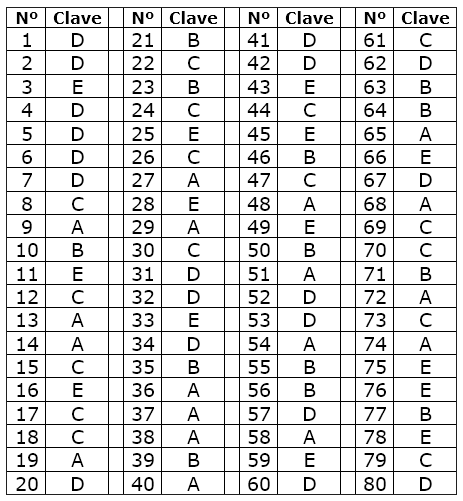 Nº Clave Nº Clave Nº Clave Nº Clave
1 D 21 B 41 D 61 C
2 D 22 C 42 D 62 D
3 E 23 B 43 E 63 B
4 D 24 C 44 C 64 B
5 D 25 E 45 E 65 A
6 D 26 C 46 B 66 E
7 D 27 A 47 C 67 D
8 C 28 E 48 A 68 A
9 A 29 A 49 E 69 C
10 B 30 C 50 B 70 C
11 E 31 D 51 A 71 B
12 C 32 D 52 D 72 A
13 A 33 E 53 D 73 C
14 A 34 D 54 A 74 A
15 C 35 B 55 B 75 E
16 E 36 A 56 B 76 E
17 C 37 A 57 D 77 B
18 C 38 A 58 A 78 E
19 A 39 B 59 E 79 C
20 D 40 A 60 D 80 D